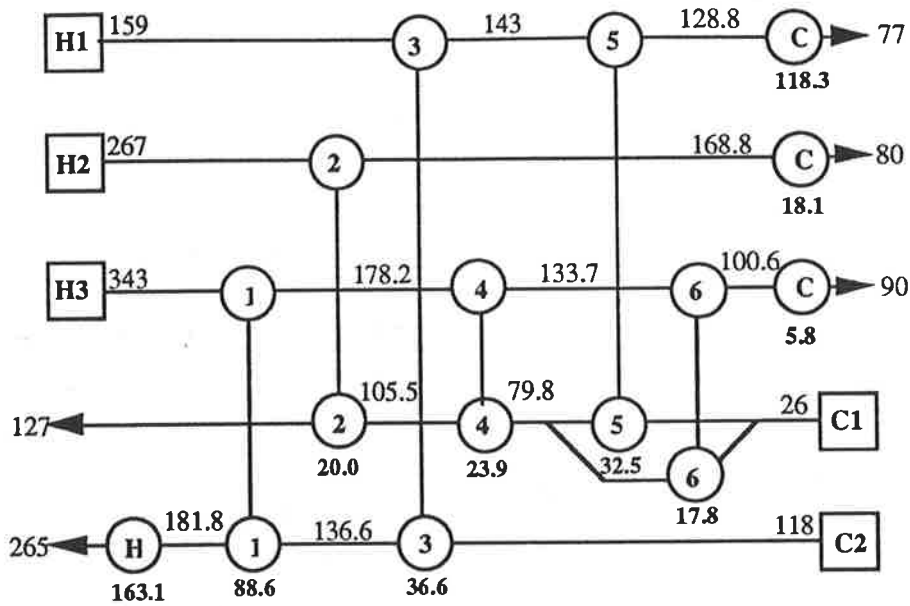 H1 159 3 143 5 128.8 C 77
118.3
H2 267 2 168.8 C 80
18.1
H3 343 1 178.2 4 133.7 6 100.6 C 90
5.8
127 2 105.5 4 79.8 5 26 C1
20.0 23.9 32.5 6
17.8
265 H 181.8 1 136.6 3 118 C2
163.1 88.6 36.6